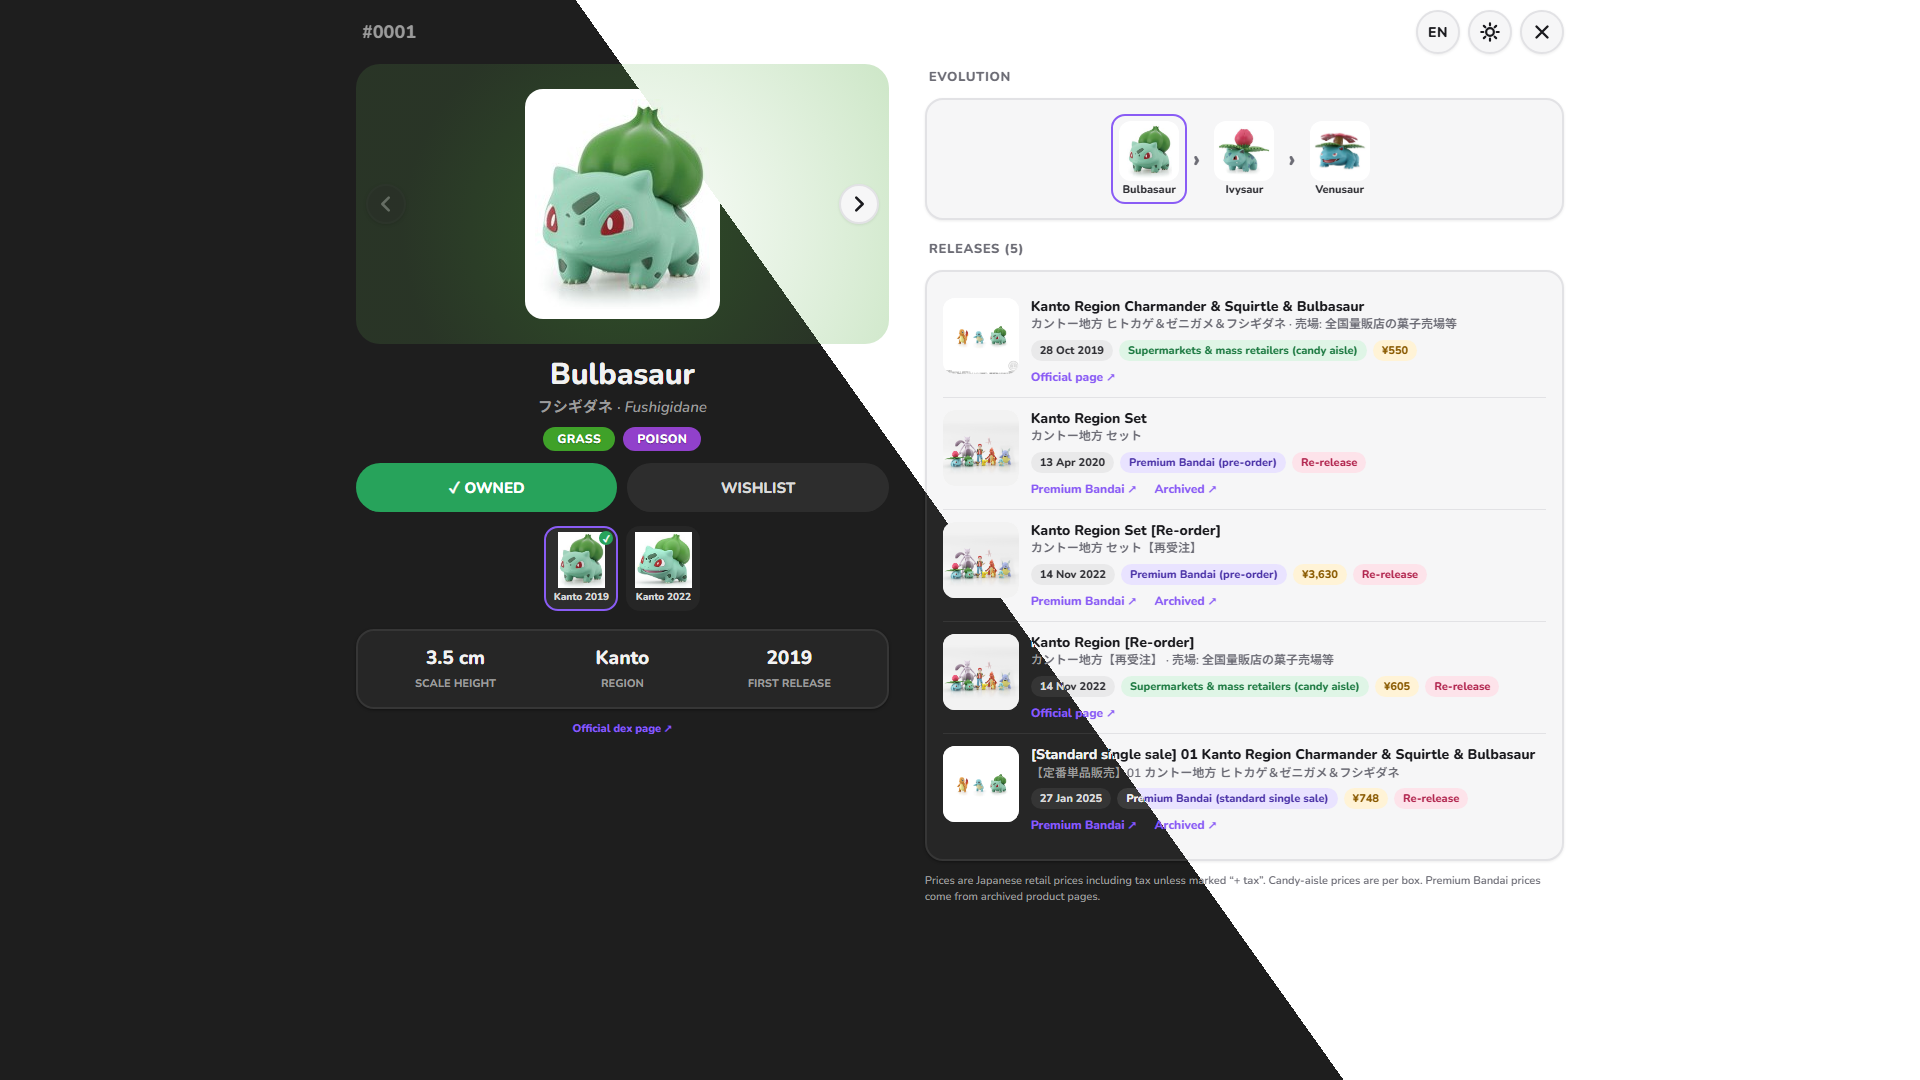 #0001
EN
Bulbasaur
フシギダネ · Fushigidane
GRASS POISON
✓ OWNED WISHLIST
Kanto 2019 Kanto 2022
3.5 cm Kanto 2019
SCALE HEIGHT REGION FIRST RELEASE
Official dex page ↗
EVOLUTION
Bulbasaur › Ivysaur › Venusaur
RELEASES (5)
Kanto Region Charmander & Squirtle & Bulbasaur
カントー地方 ヒトカゲ＆ゼニガメ＆フシギダネ · 売場: 全国量販店の菓子売場等
28 Oct 2019 Supermarkets & mass retailers (candy aisle) ¥550
Official page ↗
Kanto Region Set
カントー地方 セット
13 Apr 2020 Premium Bandai (pre-order) Re-release
Premium Bandai ↗ Archived ↗
Kanto Region Set [Re-order]
カントー地方 セット【再受注】
14 Nov 2022 Premium Bandai (pre-order) ¥3,630 Re-release
Premium Bandai ↗ Archived ↗
Kanto Region [Re-order]
カントー地方【再受注】 · 売場: 全国量販店の菓子売場等
14 Nov 2022 Supermarkets & mass retailers (candy aisle) ¥605 Re-release
Official page ↗
[Standard single sale] 01 Kanto Region Charmander & Squirtle & Bulbasaur
【定番単品販売】01 カントー地方 ヒトカゲ＆ゼニガメ＆フシギダネ
27 Jan 2025 Premium Bandai (standard single sale) ¥748 Re-release
Premium Bandai ↗ Archived ↗
Prices are Japanese retail prices including tax unless marked “+ tax”. Candy-aisle prices are per box. Premium Bandai prices
come from archived product pages.